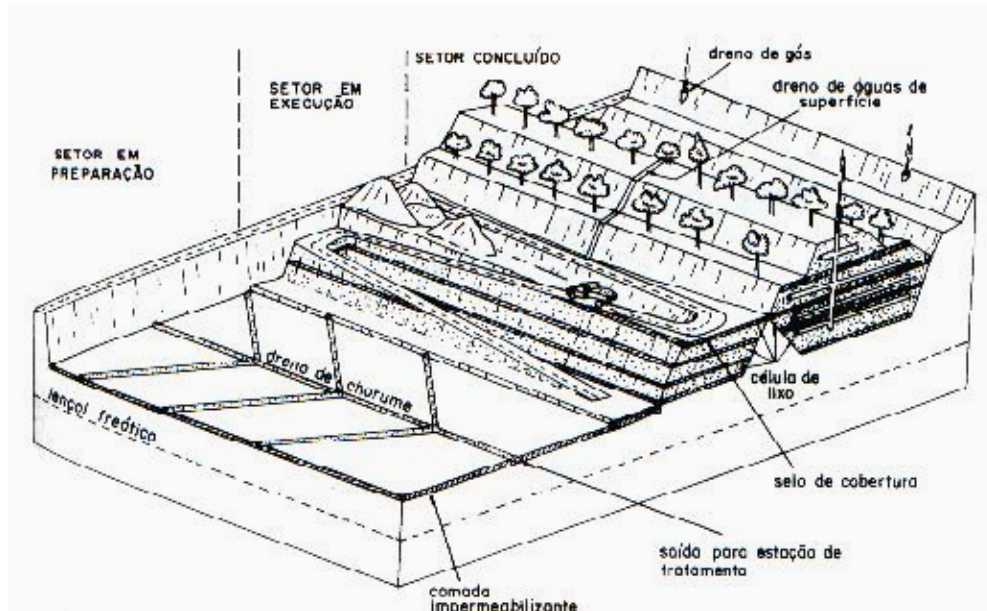 SETOR EM
PREPARAÇÃO
SETOR EM
EXECUÇÃO
SETOR CONCLUÍDO
dreno de gás
dreno de águas de
superfície
dreno de churume
lençol freático
célula de
lixo
selo de cobertura
saída para estação de
tratamento
camada
impermeabilizante